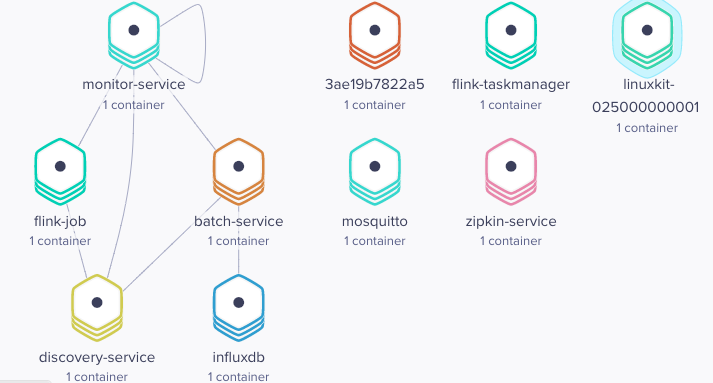 monitor-service
1 container
3ae19b7822a5
1 container
flink-taskmanager
1 container
linuxkit-
025000000001
1 container
flink-job
1 container
batch-service
1 container
mosquitto
1 container
zipkin-service
1 container
discovery-service
1 container
influxdb
1 container